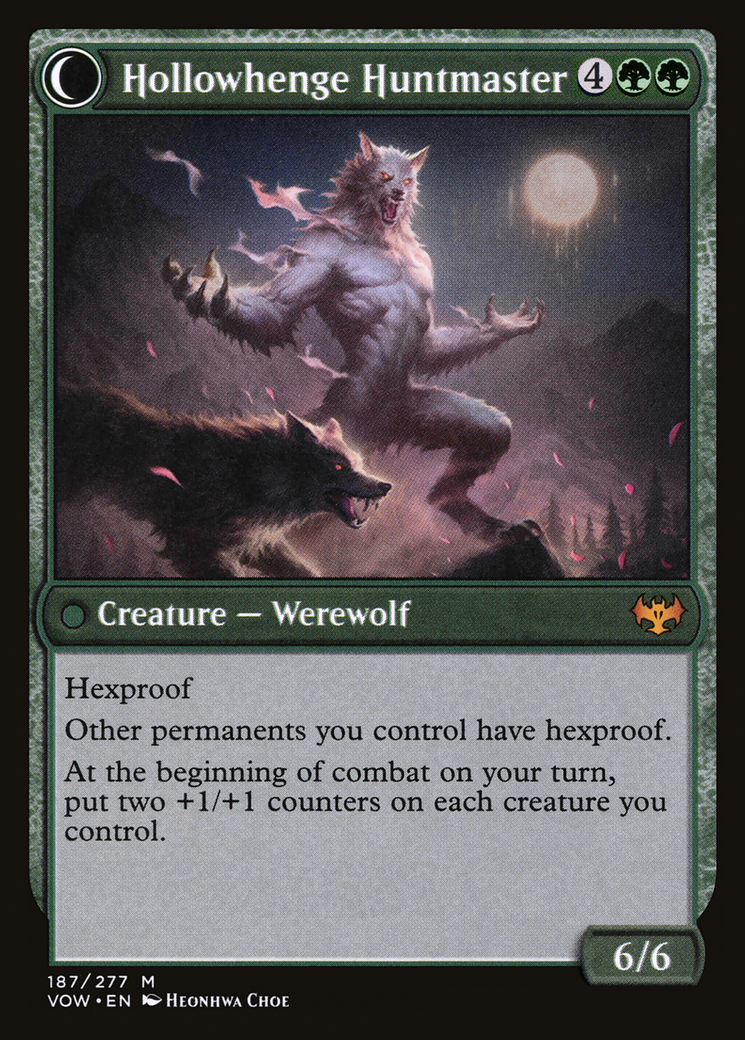 Hollowhenge Huntmaster 4
Creature — Werewolf
Hexproof
Other permanents you control have hexproof.
At the beginning of combat on your turn,
put two +1/+1 counters on each creature you
control.
6/6
187/277 M
VOW • EN Heonhwa Choe